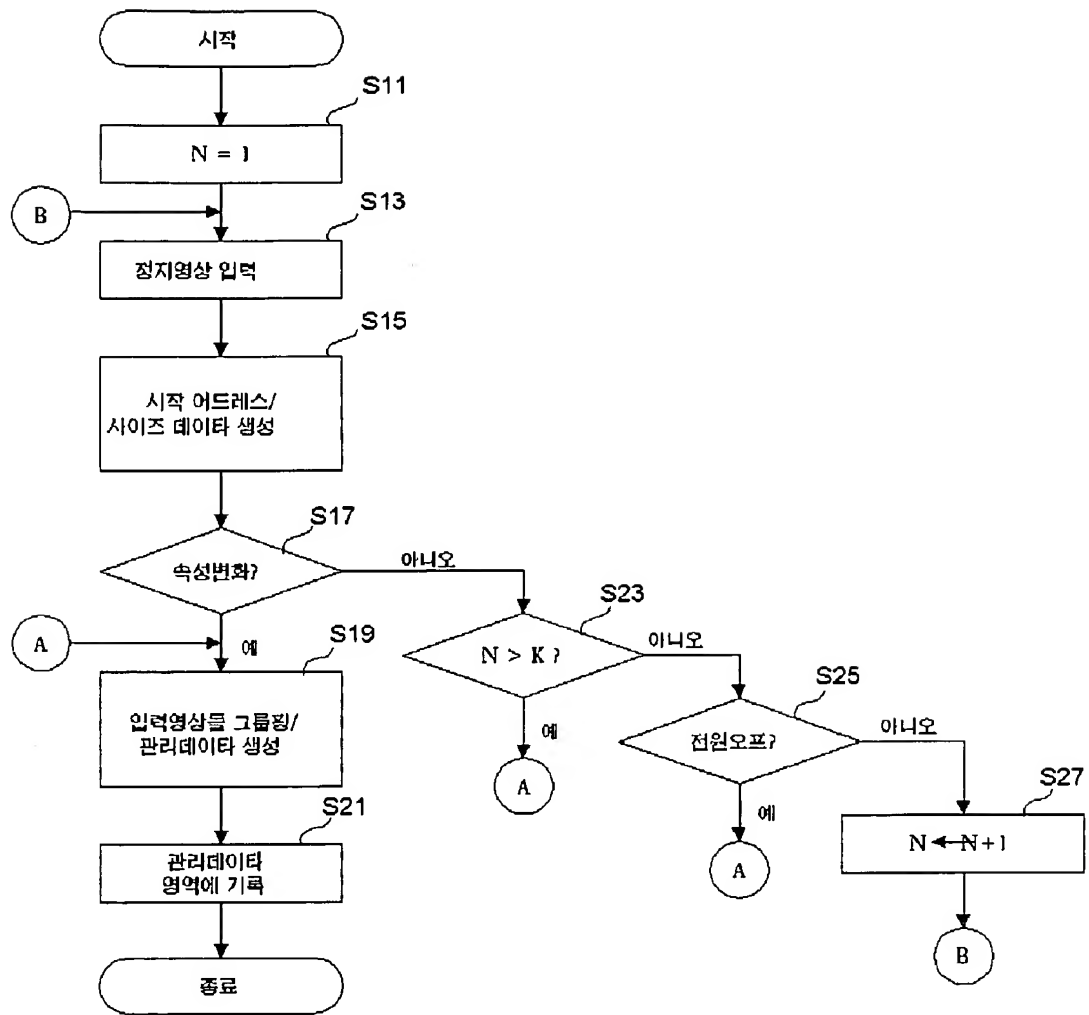 시작
S11
N = 1
B
S13
정지영상 입력
S15
시작 어드레스/
사이즈 데이타 생성
S17
속성변화?
아니오
A
예
S19
입력영상들 그룹핑/
관리데이타 생성
S21
관리데이타
영역에 기록
종료
S23
N > K ?
아니오
예
A
S25
전원오프?
아니오
예
A
S27
N ← N+1
B